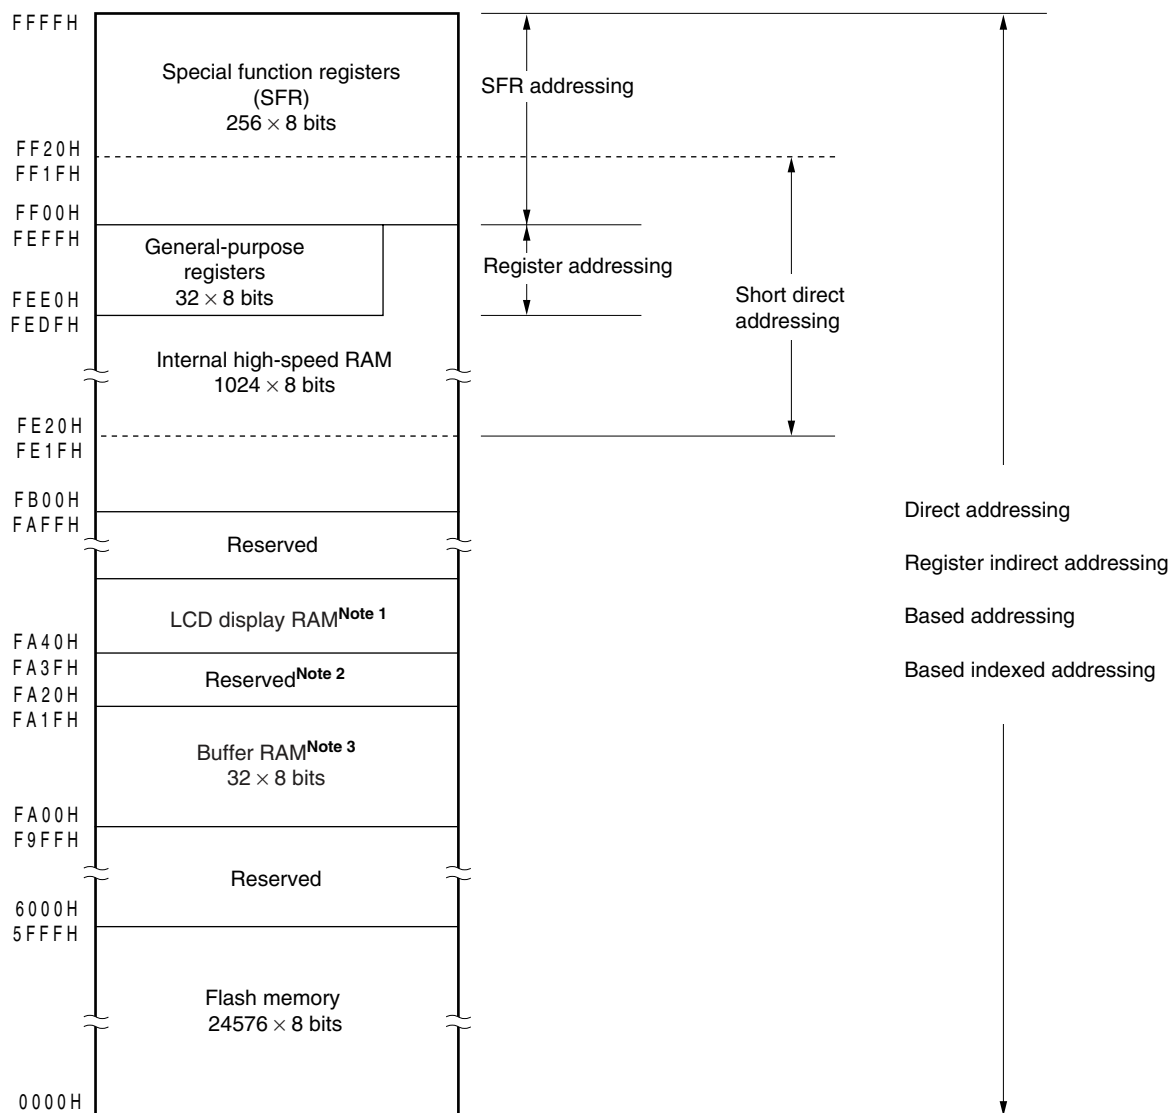 FFFFH
Special function registers
(SFR)
256 × 8 bits
SFR addressing
FF20H
FF1FH
FF00H
FEFFH
General-purpose
registers
32 × 8 bits
Register addressing
Short direct
addressing
FEE0H
FEDFH
Internal high-speed RAM
1024 × 8 bits
FE20H
FE1FH
FB00H
FAFFH
Reserved
Direct addressing
Register indirect addressing
Based addressing
Based indexed addressing
LCD display RAMNote 1
FA40H
FA3FH
ReservedNote 2
FA20H
FA1FH
Buffer RAMNote 3
32 × 8 bits
FA00H
F9FFH
Reserved
6000H
5FFFH
Flash memory
24576 × 8 bits
0000H